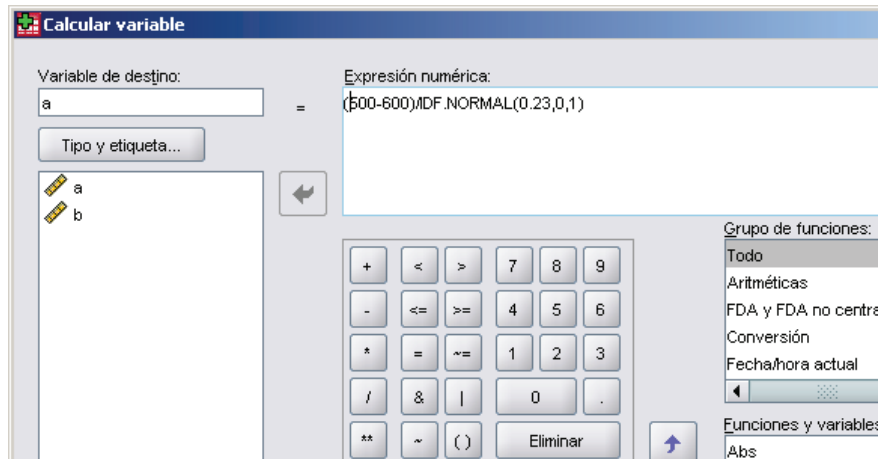 Calcular variable
Variable de destino:
Expresión numérica:
a
=
(500-600)/IDF.NORMAL(0.23,0,1)
Tipo y etiqueta...
a
b
+ < > 7 8 9
- <= >= 4 5 6
* = ~= 1 2 3
/ & | 0 .
** ~ ( ) Eliminar
Grupo de funciones:
Todo
Aritméticas
FDA y FDA no centra
Conversión
Fecha/hora actual
Funciones y variables
Abs